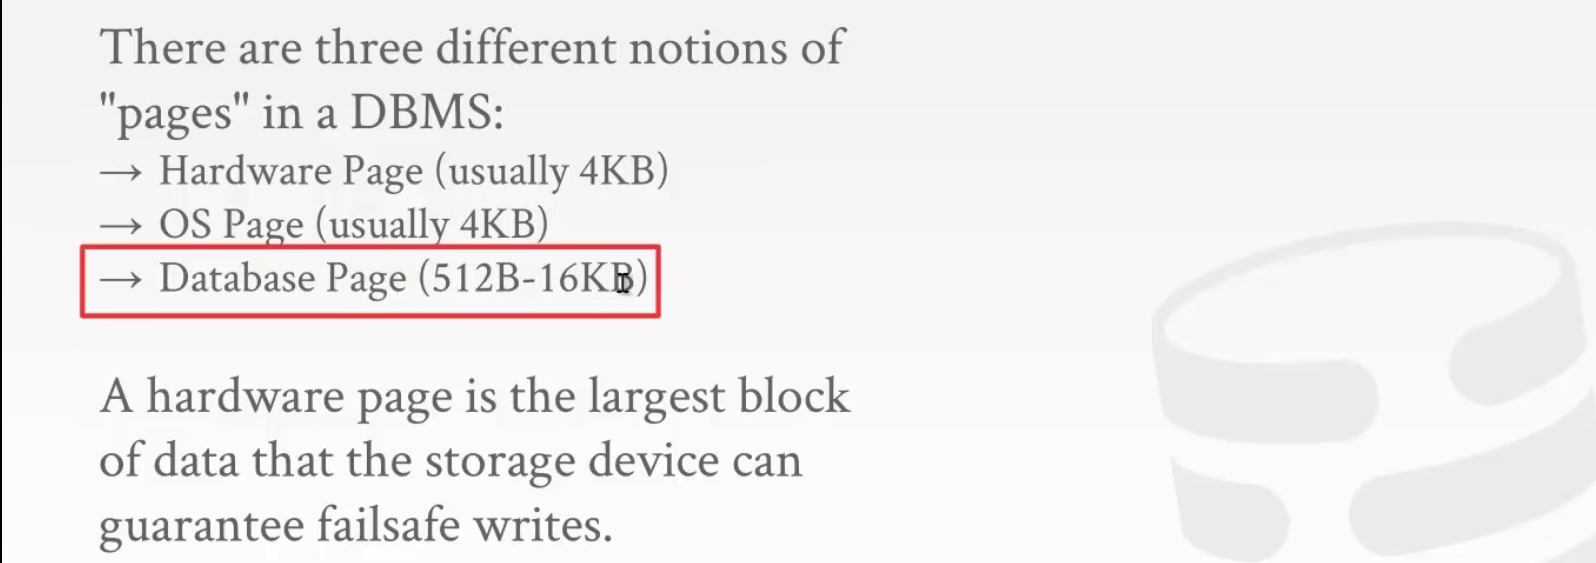 There are three different notions of
"pages" in a DBMS:
→ Hardware Page (usually 4KB)
→ OS Page (usually 4KB)
→ Database Page (512B-16KB)
A hardware page is the largest block
of data that the storage device can
guarantee failsafe writes.